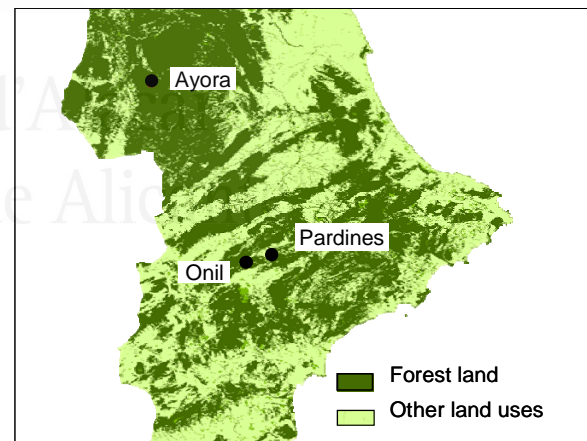 Ayora
Pardines
Onil
Forest land
Other land uses